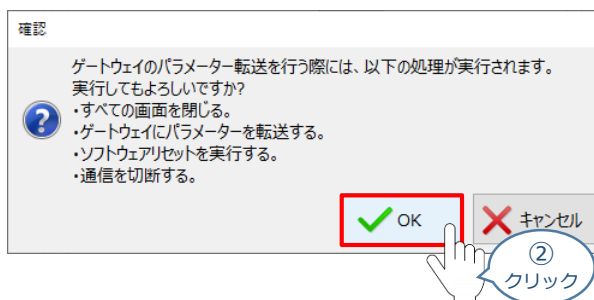 確認
ゲートウェイのパラメーター転送を行う際には、以下の処理が実行されます。
実行してもよろしいですか?
・すべての画面を閉じる。
・ゲートウェイにパラメーターを転送する。
・ソフトウェアリセットを実行する。
・通信を切断する。
OK
キャンセル
②
クリック